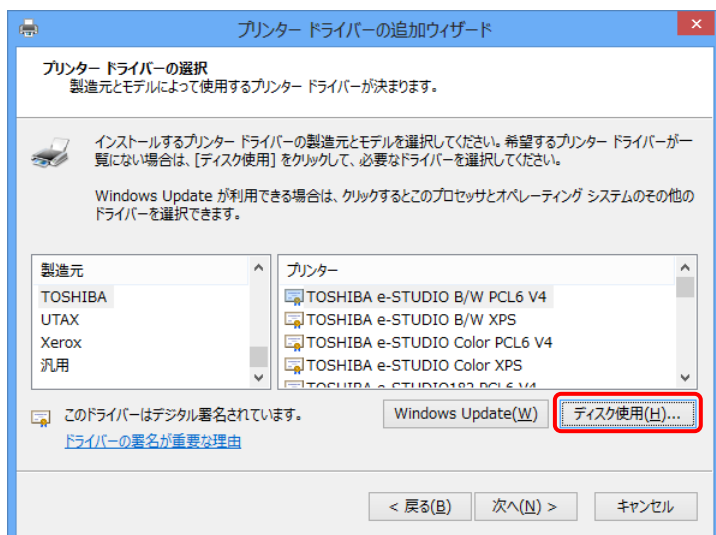 プリンター ドライバーの追加ウィザード
プリンター ドライバーの選択
製造元とモデルによって使用するプリンター ドライバーが決まります。
インストールするプリンター ドライバーの製造元とモデルを選択してください。希望するプリンター ドライバーが一
覧にない場合は、[ディスク使用] をクリックして、必要なドライバーを選択してください。
Windows Update が利用できる場合は、クリックするとこのプロセッサとオペレーティング システムのその他の
ドライバーを選択できます。
製造元
TOSHIBA
UTAX
Xerox
汎用
プリンター
TOSHIBA e-STUDIO B/W PCL6 V4
TOSHIBA e-STUDIO B/W XPS
TOSHIBA e-STUDIO Color PCL6 V4
TOSHIBA e-STUDIO Color XPS
TOSHIBA e-STUDIO182 PCL6 V4
このドライバーはデジタル署名されています。
Windows Update(W)
ディスク使用(H)...
ドライバーの署名が重要な理由
< 戻る(B)
次へ(N) >
キャンセル